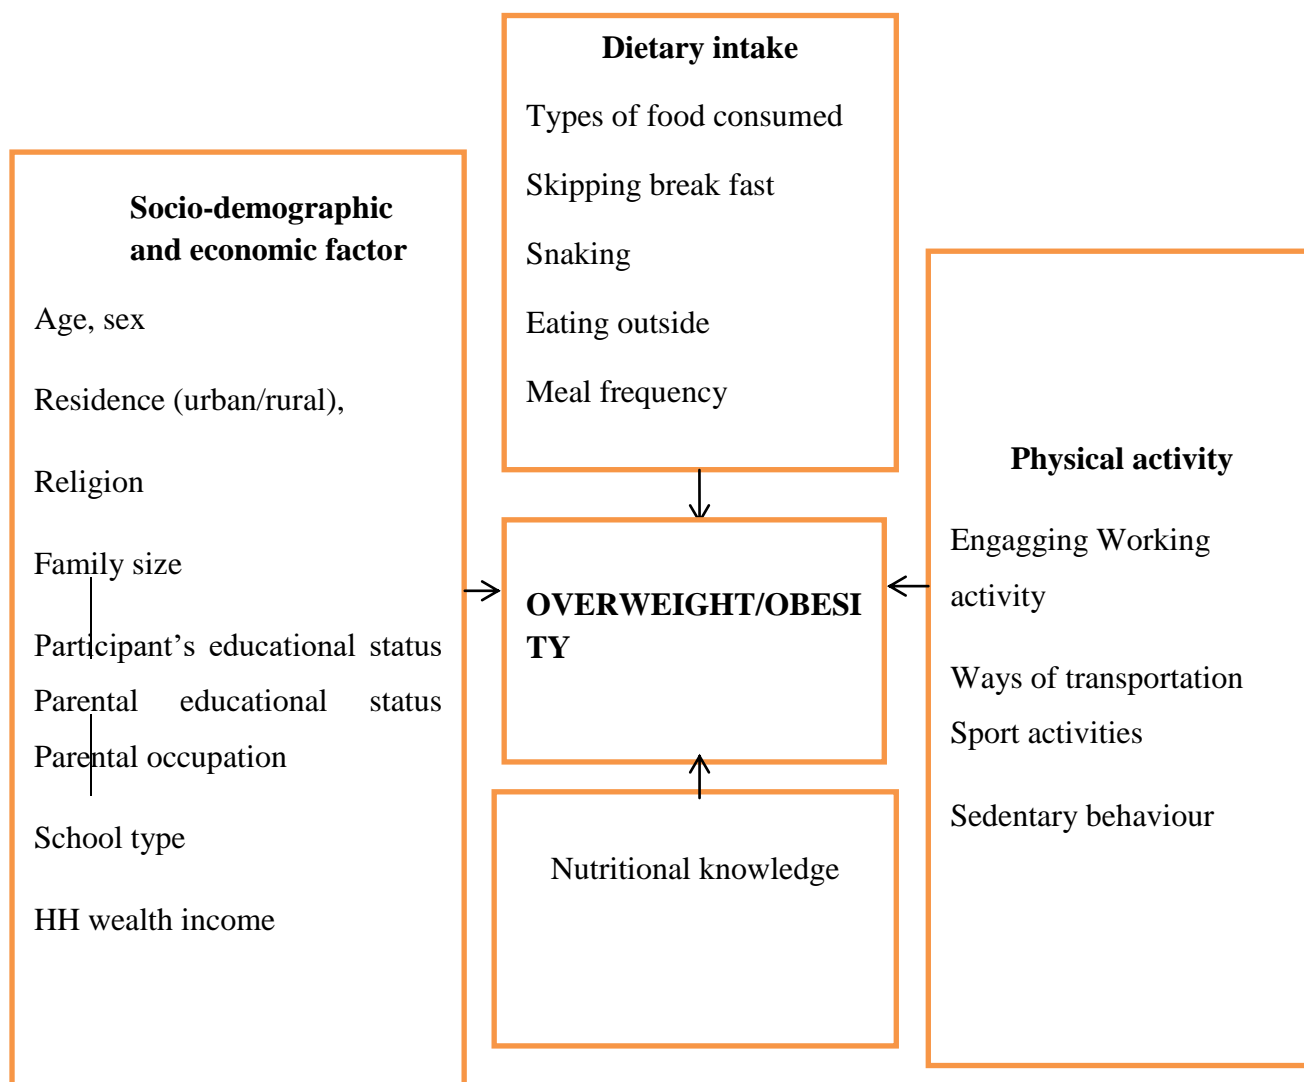 Dietary intake
Types of food consumed
Skipping break fast
Snaking
Eating outside
Meal frequency
Socio-demographic
and economic factor
Age, sex
Residence (urban/rural),
Religion
Family size
Participant’s educational status
Parental educational status
Parental occupation
School type
HH wealth income
OVERWEIGHT/OBESI
TY
Nutritional knowledge
Physical activity
Engagging Working
activity
Ways of transportation
Sport activities
Sedentary behaviour